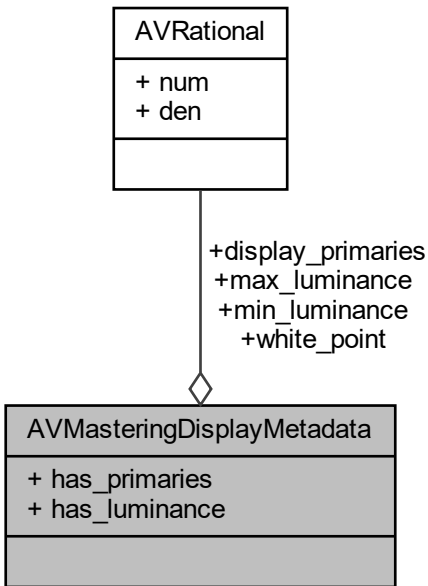 AVRational
+ num
+ den
+display_primaries
+max_luminance
+min_luminance
+white_point
AVMasteringDisplayMetadata
+ has_primaries
+ has_luminance